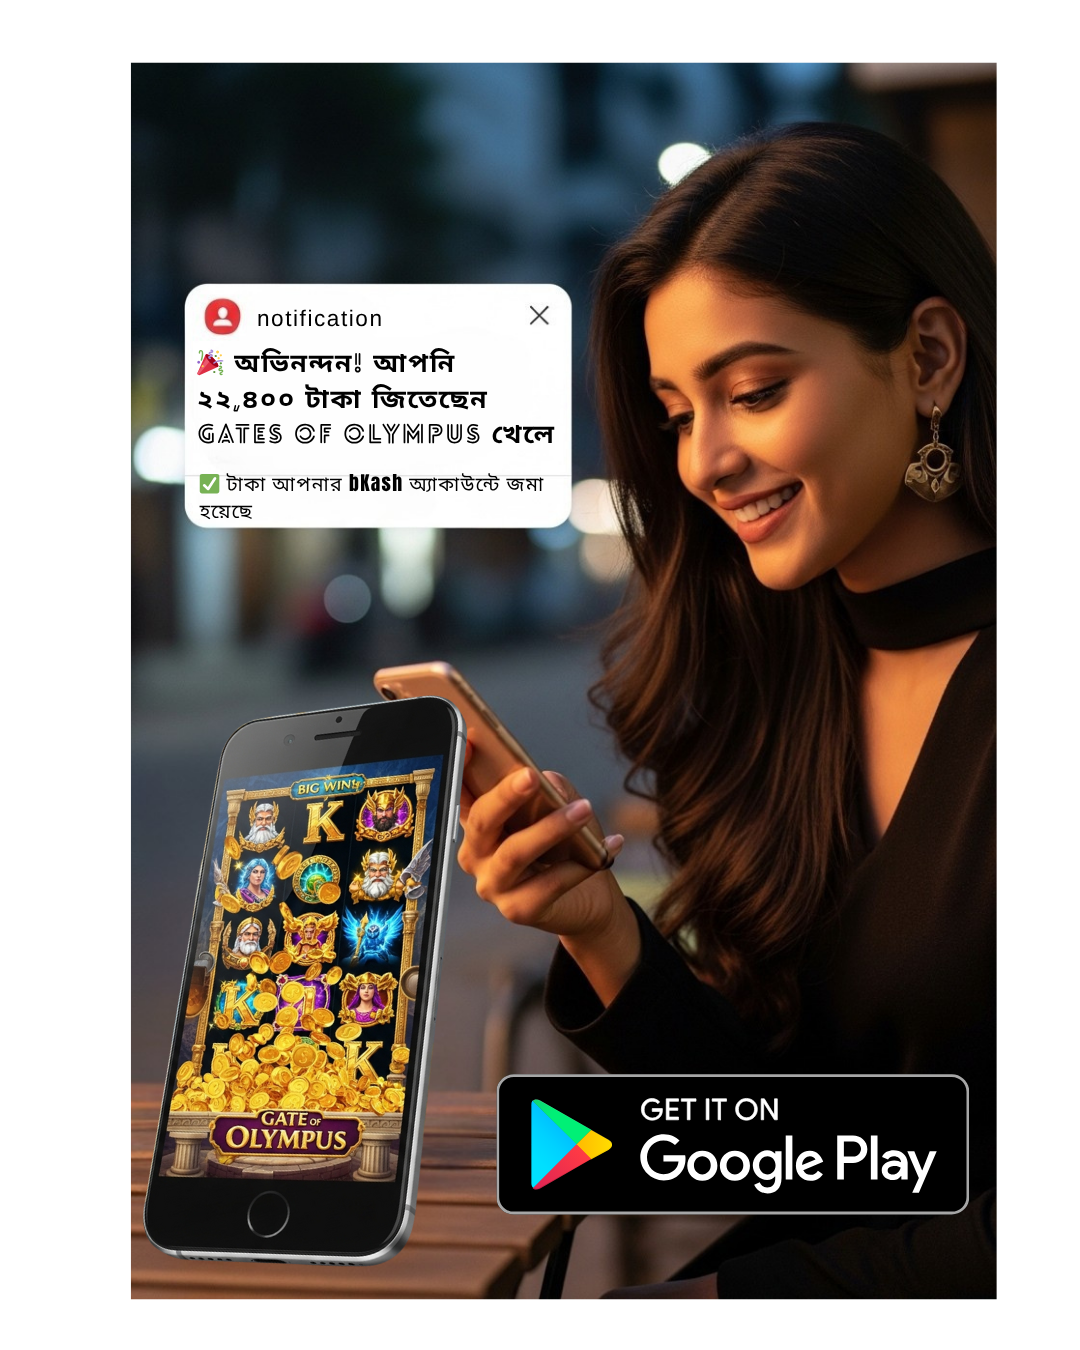 notification
🎉 অভিনন্দন! আপনি
২২,৪০০ টাকা জিতেছেন
GATES OF OLYMPUS খেলে
✅ টাকা আপনার bKash অ্যাকাউন্টে জমা
হয়েছে
BIG WIN!
K
K
K
GATE OF
OLYMPUS
GET IT ON
Google Play